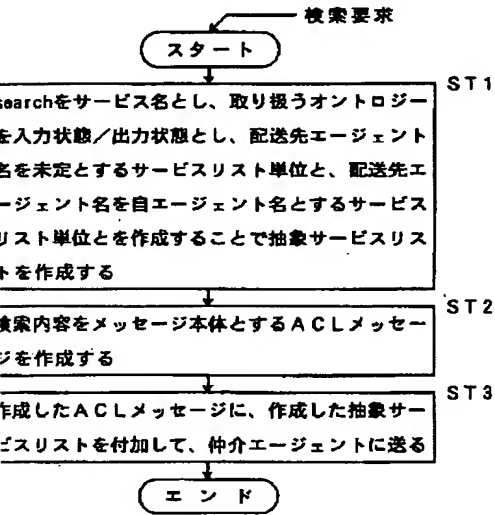 検索要求
スタート
ST1
searchをサービス名とし、取り扱うオントロジー
を入力状態/出力状態とし、配送先エージェント
名を未定とするサービスリスト単位と、配送先エ
ージェント名を自エージェント名とするサービス
リスト単位とを作成することで抽象サービスリス
トを作成する
ST2
検索内容をメッセージ本体とするACLメッセー
ジを作成する
ST3
作成したACLメッセージに、作成した抽象サー
ビスリストを付加して、仲介エージェントに送る
エンド